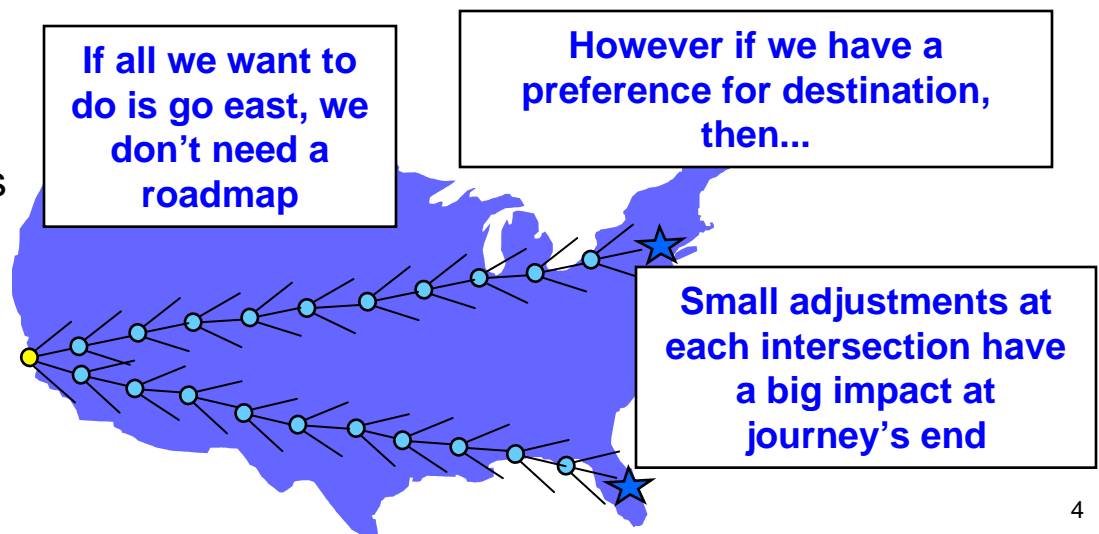 If all we want to
do is go east, we
don’t need a
roadmap
However if we have a
preference for destination,
then...
s
Small adjustments at
each intersection have
a big impact at
journey’s end
4